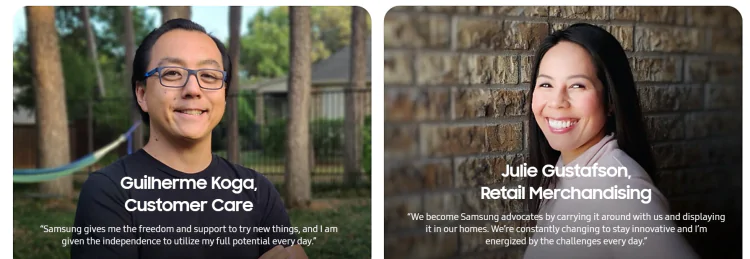 Guilherme Koga,
Customer Care
“Samsung gives me the freedom and support to try new things, and I am
given the independence to utilize my full potential every day.”
Julie Gustafson,
Retail Merchandising
“We become Samsung advocates by carrying it around with us and displaying
it in our homes. We’re constantly changing to stay innovative and I’m
energized by the challenges every day.”